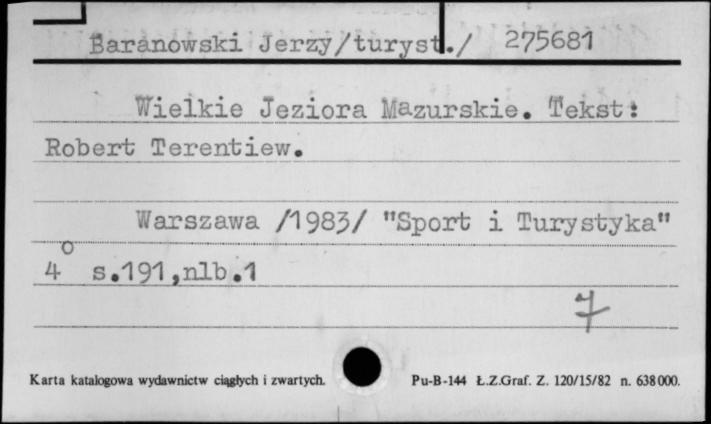 Baranowski Jerzy/turyst./ 275681
Wielkie Jeziora Mazurskie. Tekst:
Robert Terentiew.
Warszawa /1983/ "Sport i Turystyka"
4° s.191,nlb.1
7
Karta katalogowa wydawnictw ciągłych i zwartych. Pu-B-144 Ł.Z.Graf. Z. 120/15/82 n. 638000.